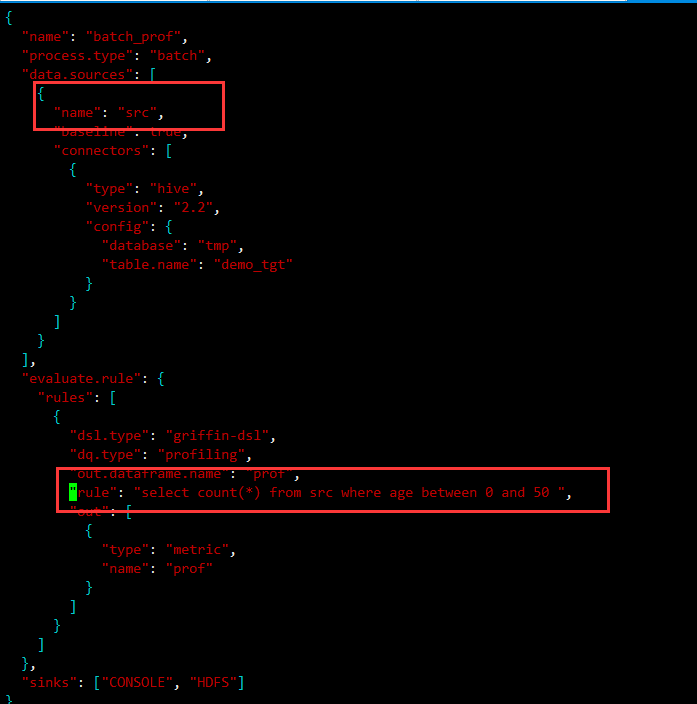 {
"name": "batch_prof",
"process.type": "batch",
"data.sources": [
{
"name": "src",
"baseline": true,
"connectors": [
{
"type": "hive",
"version": "2.2",
"config": {
"database": "tmp",
"table.name": "demo_tgt"
}
}
]
}
],
"evaluate.rule": {
"rules": [
{
"dsl.type": "griffin-dsl",
"dq.type": "profiling",
"out.dataframe.name": "prof",
"rule": "select count(*) from src where age between 0 and 50 ",
"out": [
{
"type": "metric",
"name": "prof"
}
]
}
]
},
"sinks": ["CONSOLE", "HDFS"]
}